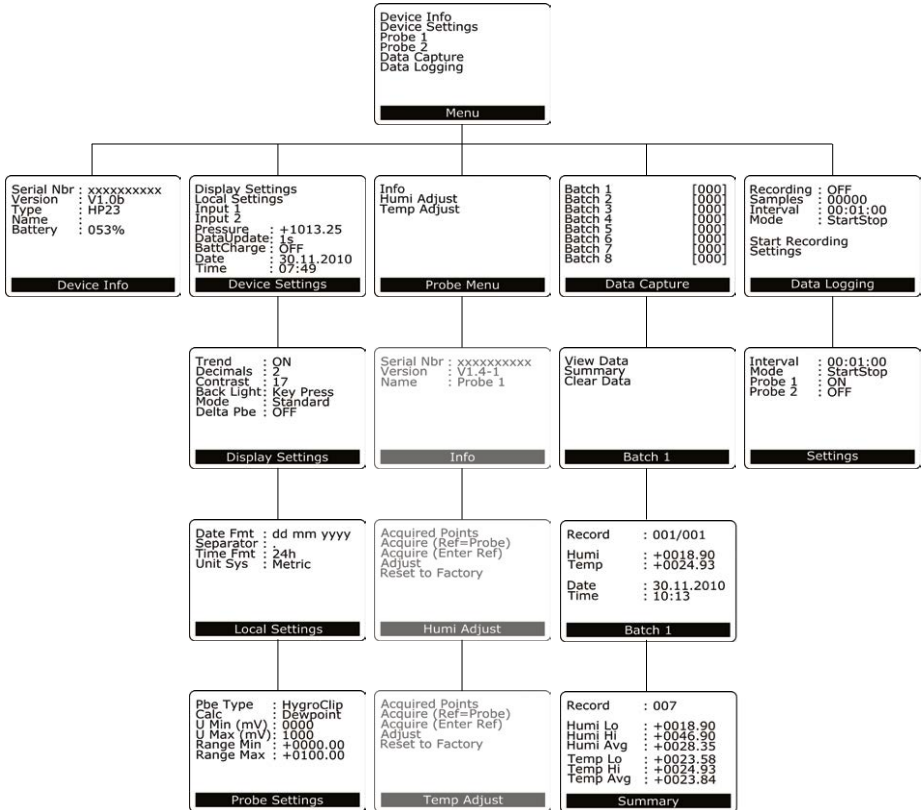 Device Info
Device Settings
Probe 1
Probe 2
Data Capture
Data Logging
Menu
Serial Nbr : xxxxxxxxxx
Version : V1.0b
Type : HP23
Name :
Battery : 053%
Device Info
Display Settings
Local Settings
Input 1
Input 2
Pressure : +1013.25
DataUpdate: 1s
BattCharge : OFF
Date : 30.11.2010
Time : 07:49
Device Settings
Info
Humi Adjust
Temp Adjust
Probe Menu
Batch 1 [000]
Batch 2 [000]
Batch 3 [000]
Batch 4 [000]
Batch 5 [000]
Batch 6 [000]
Batch 7 [000]
Batch 8 [000]
Data Capture
Recording : OFF
Samples : 00000
Interval : 00:01:00
Mode : StartStop
Start Recording
Settings
Data Logging
Trend : ON
Decimals : 2
Contrast : 17
Back Light: Key Press
Mode : Standard
Delta Pbe : OFF
Display Settings
Serial Nbr : xxxxxxxxxx
Version : V1.4-1
Name : Probe 1
Info
View Data
Summary
Clear Data
Batch 1
Interval : 00:01:00
Mode : StartStop
Probe 1 : ON
Probe 2 : OFF
Settings
Date Fmt : dd mm yyyy
Separator : .
Time Fmt : 24h
Unit Sys : Metric
Local Settings
Acquired Points
Acquire (Ref=Probe)
Acquire (Enter Ref)
Adjust
Reset to Factory
Humi Adjust
Record : 001/001
Humi : +0018.90
Temp : +0024.93
Date : 30.11.2010
Time : 10:13
Batch 1
Pbe Type : HygroClip
Calc : Dewpoint
U Min (mV) : 0000
U Max (mV): 1000
Range Min : +0000.00
Range Max : +0100.00
Probe Settings
Acquired Points
Acquire (Ref=Probe)
Acquire (Enter Ref)
Adjust
Reset to Factory
Temp Adjust
Record : 007
Humi Lo : +0018.90
Humi Hi : +0046.90
Humi Avg : +0028.35
Temp Lo : +0023.58
Temp Hi : +0024.93
Temp Avg : +0023.84
Summary